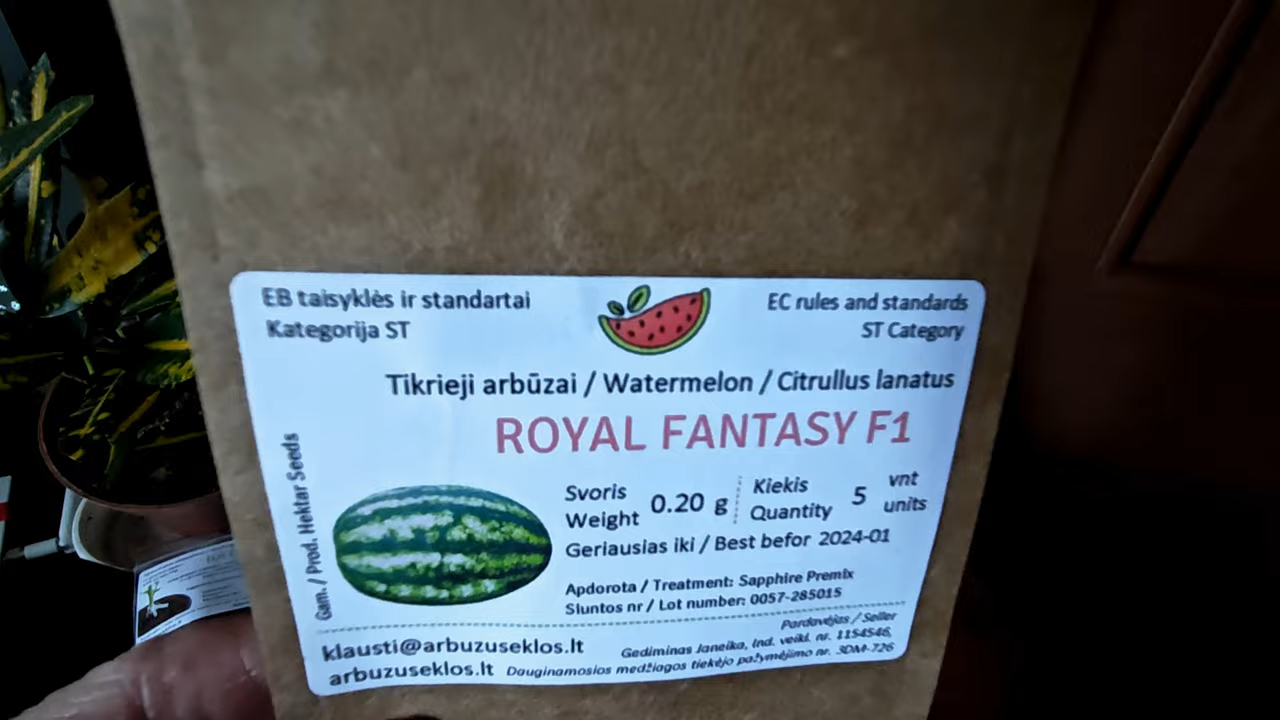 EB taisyklės ir standartai
Kategorija ST
EC rules and standards
ST Category
Tikrieji arbūzai / Watermelon / Citrullus lanatus
ROYAL FANTASY F1
Gam. / Prod. Hektar Seeds
Svoris
Weight 0.20 g
Kiekis
Quantity 5 vnt
units
Geriausias iki / Best befor 2024-01
Apdorota / Treatment: Sapphire Premix
Siuntos nr / Lot number: 0057-285015
Pardavėjas / Seller
klausti@arbuzuseklos.lt Gediminas Janeika, Ind. veikl. nr. 1154546,
arbuzuseklos.lt Dauginamosios medžiagos tiekėjo pažymėjimo nr. 3DM-726